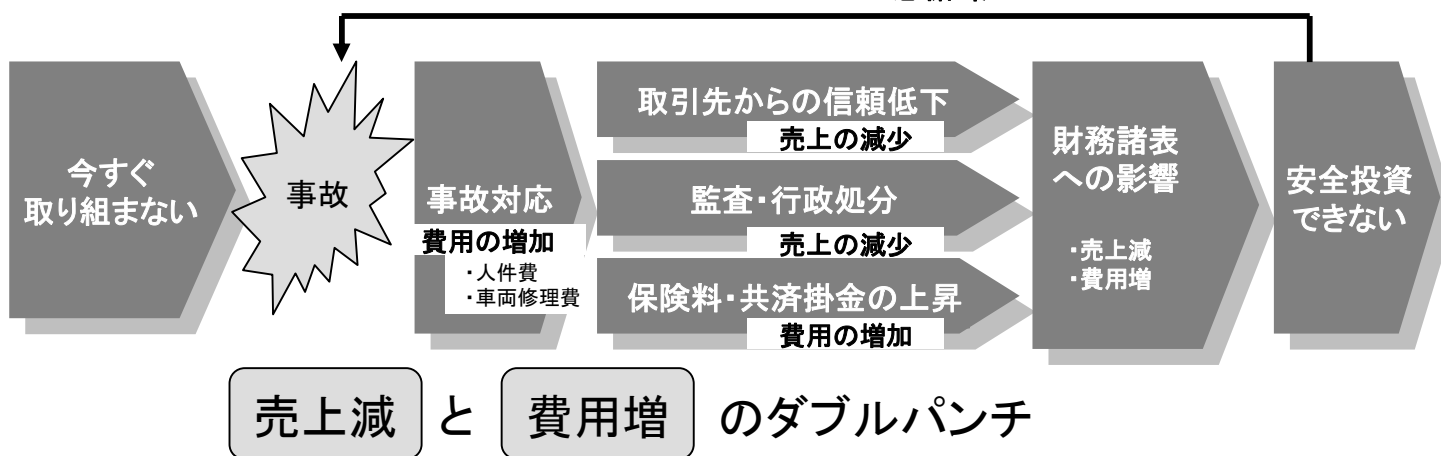 今すぐ
取り組まない
事故
事故対応
費用の増加
・人件費
・車両修理費
取引先からの信頼低下
売上の減少
監査・行政処分
売上の減少
保険料・共済掛金の上昇
費用の増加
財務諸表
への影響
・売上減
・費用増
安全投資
できない
売上減 と 費用増 のダブルパンチ